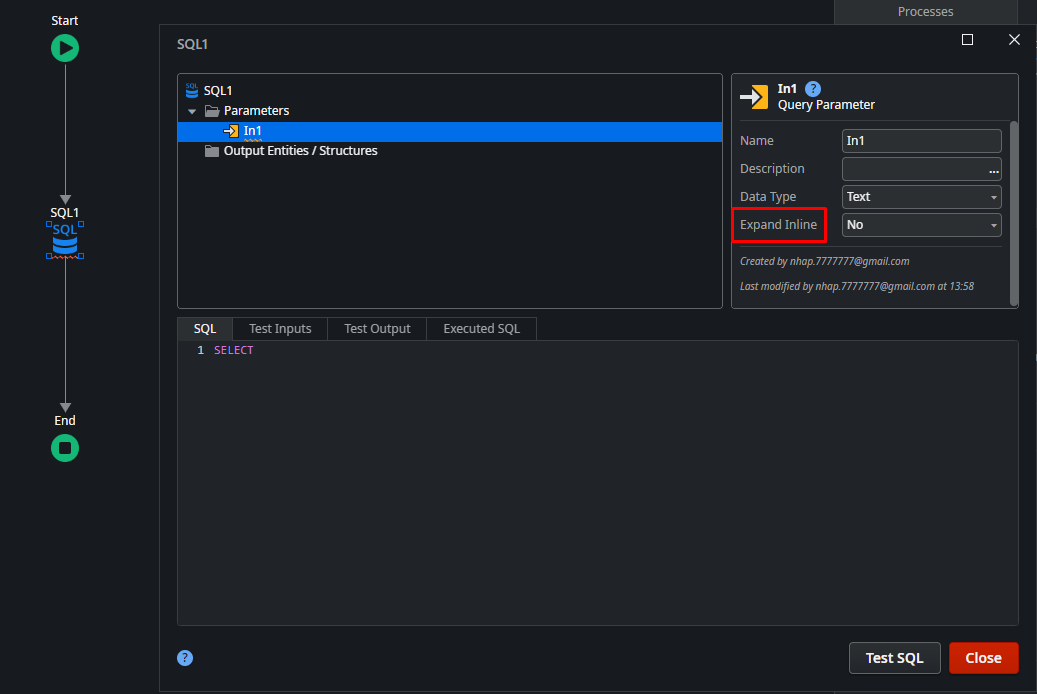 Start
Processes
SQL1
SQL
SQL1
Parameters
In1
Output Entities / Structures
In1 ?
Query Parameter
Name In1
Description ...
Data Type Text
Expand Inline No
Created by nhap.7777777@gmail.com
Last modified by nhap.7777777@gmail.com at 13:58
SQL1
SQL
SQL Test Inputs Test Output Executed SQL
1 SELECT
End
? Test SQL Close